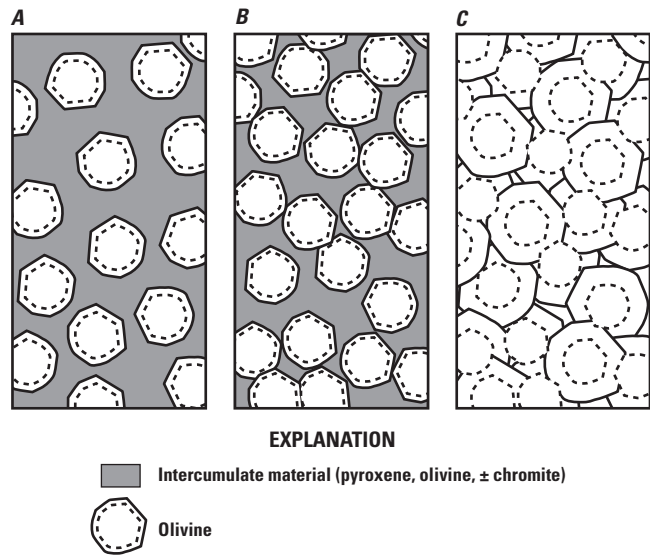 A B C
EXPLANATION
Intercumulate material (pyroxene, olivine, ± chromite)
Olivine